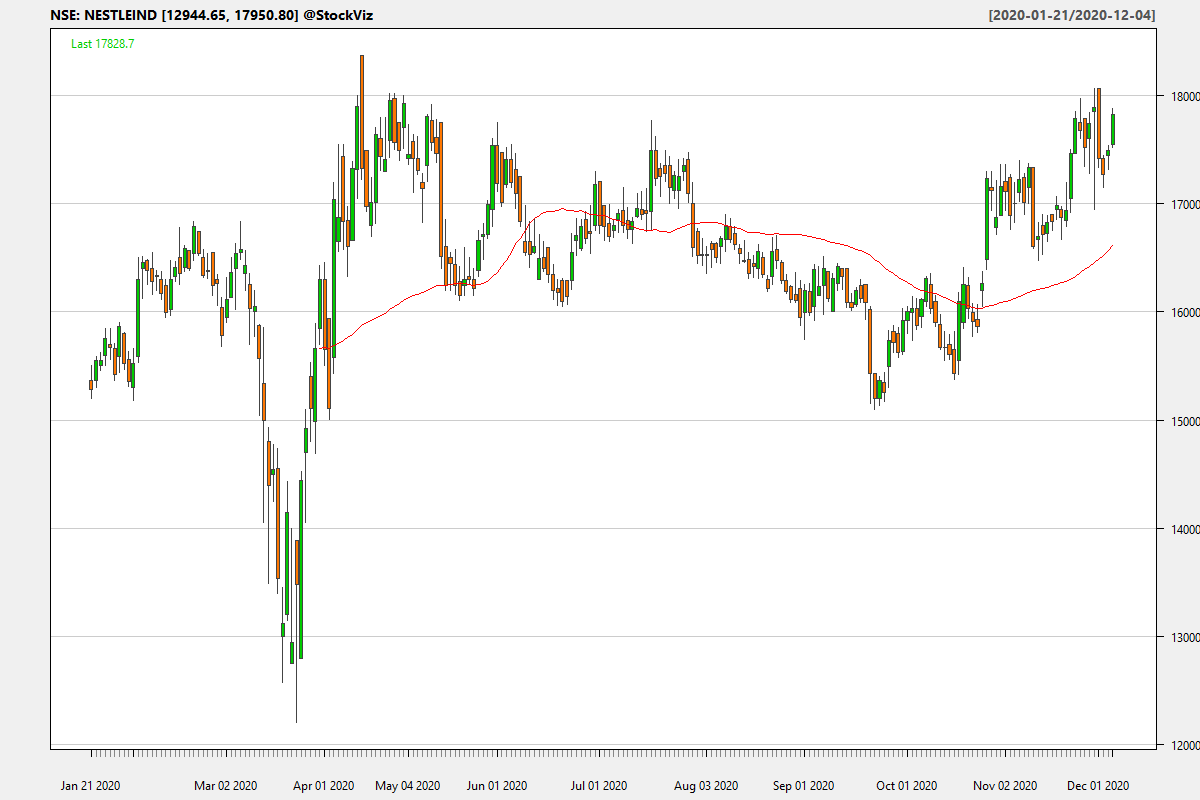 NSE: NESTLEIND [12944.65, 17950.80] @StockViz
[2020-01-21/2020-12-04]
Last 17828.7
18000
17000
16000
15000
14000
13000
12000
Jan 21 2020
Mar 02 2020
Apr 01 2020
May 04 2020
Jun 01 2020
Jul 01 2020
Aug 03 2020
Sep 01 2020
Oct 01 2020
Nov 02 2020
Dec 01 2020